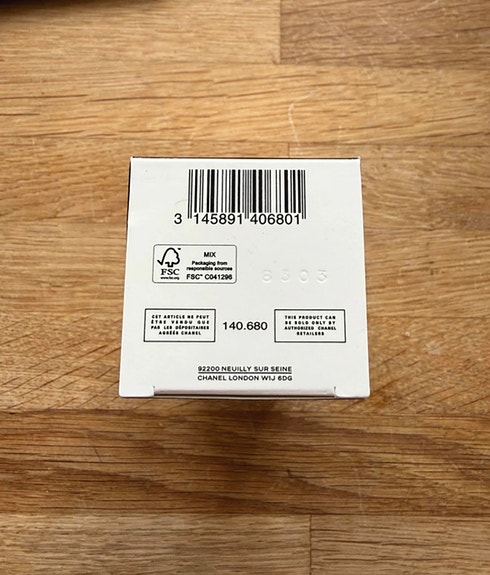 3 145891 406801
FSC
www.fsc.org
MIX
Packaging from
responsible sources
FSC™ C041296
6303
CET ARTICLE NE PEUT
ÊTRE VENDU QUE
PAR LES DÉPOSITAIRES
AGRÉÉS CHANEL
140.680
THIS PRODUCT CAN
BE SOLD ONLY BY
AUTHORIZED CHANEL
RETAILERS
92200 NEUILLY SUR SEINE
CHANEL LONDON W1J 6DG